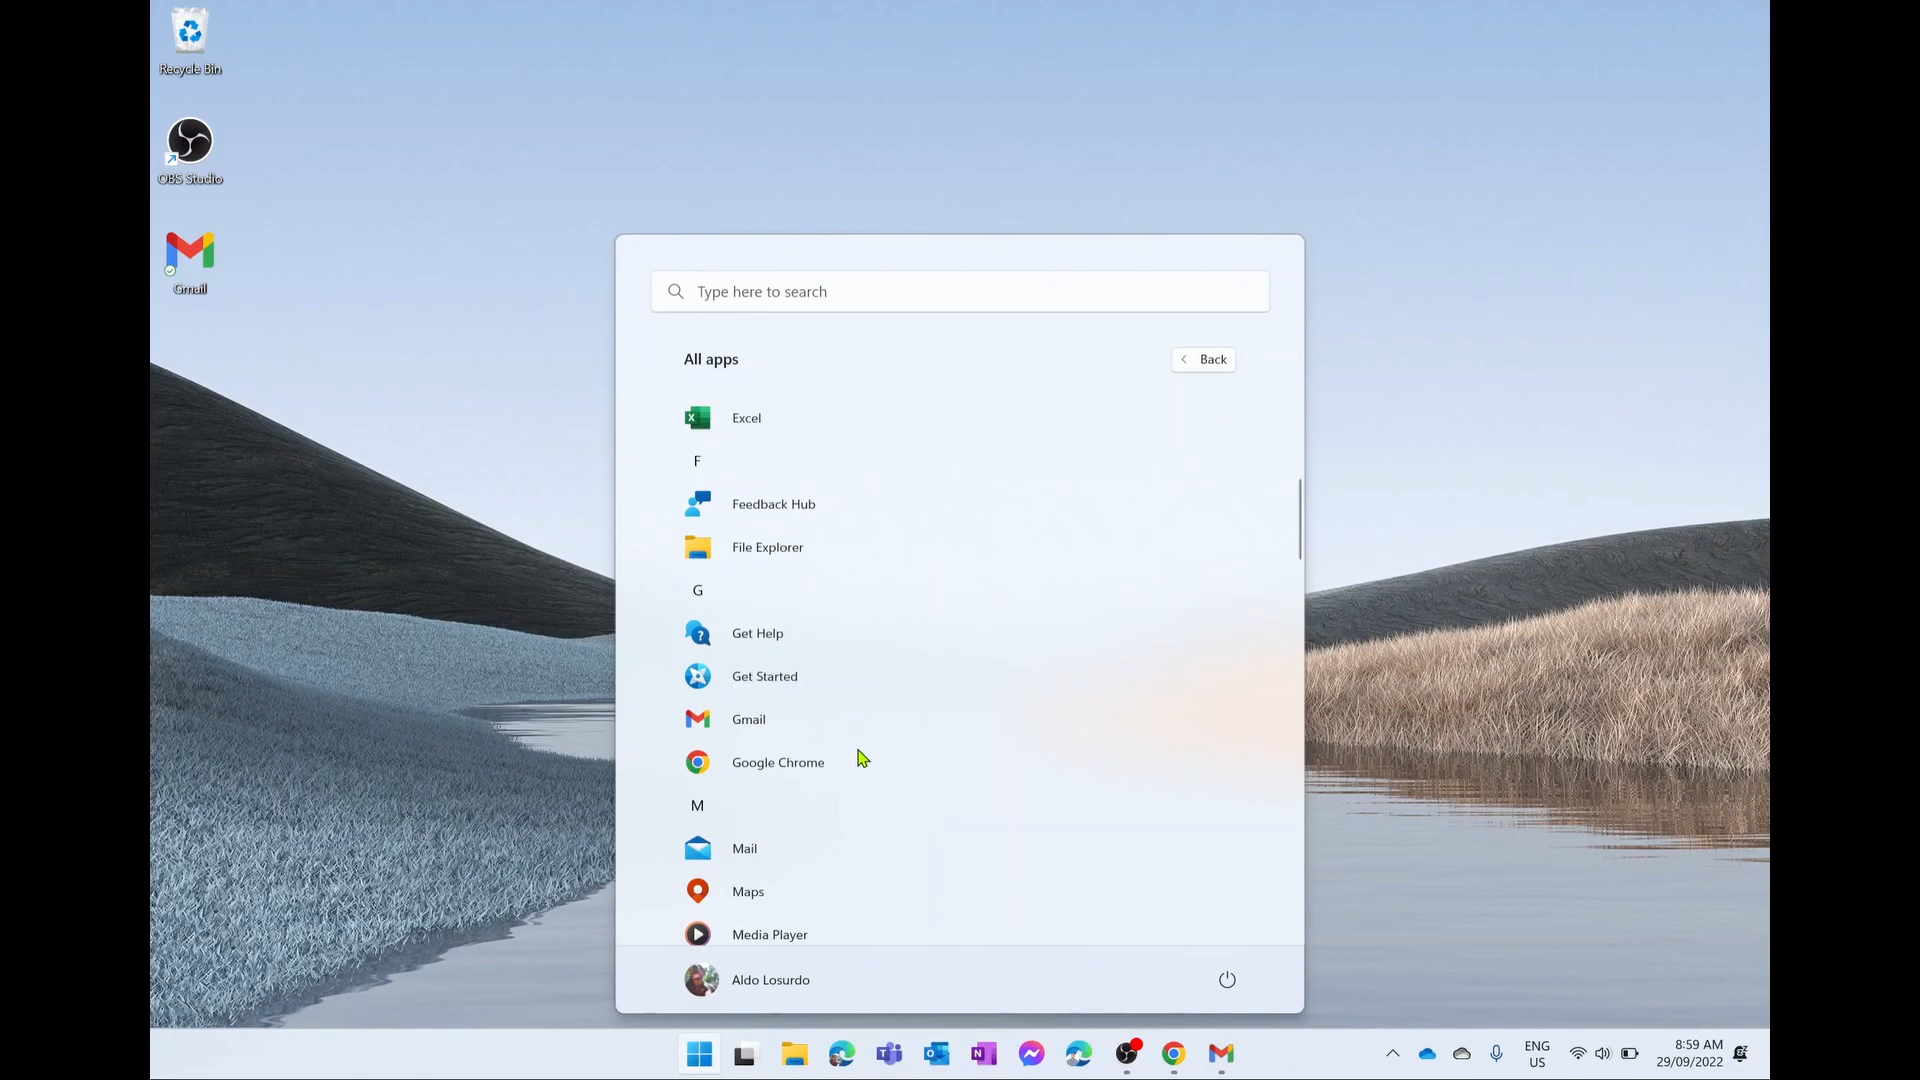 Recycle Bin
OBS Studio
Gmail
Type here to search
All apps
Back
Excel
F
Feedback Hub
File Explorer
G
Get Help
Get Started
Gmail
Google Chrome
M
Mail
Maps
Media Player
Aldo Losurdo
ENG
US
8:59 AM
29/09/2022